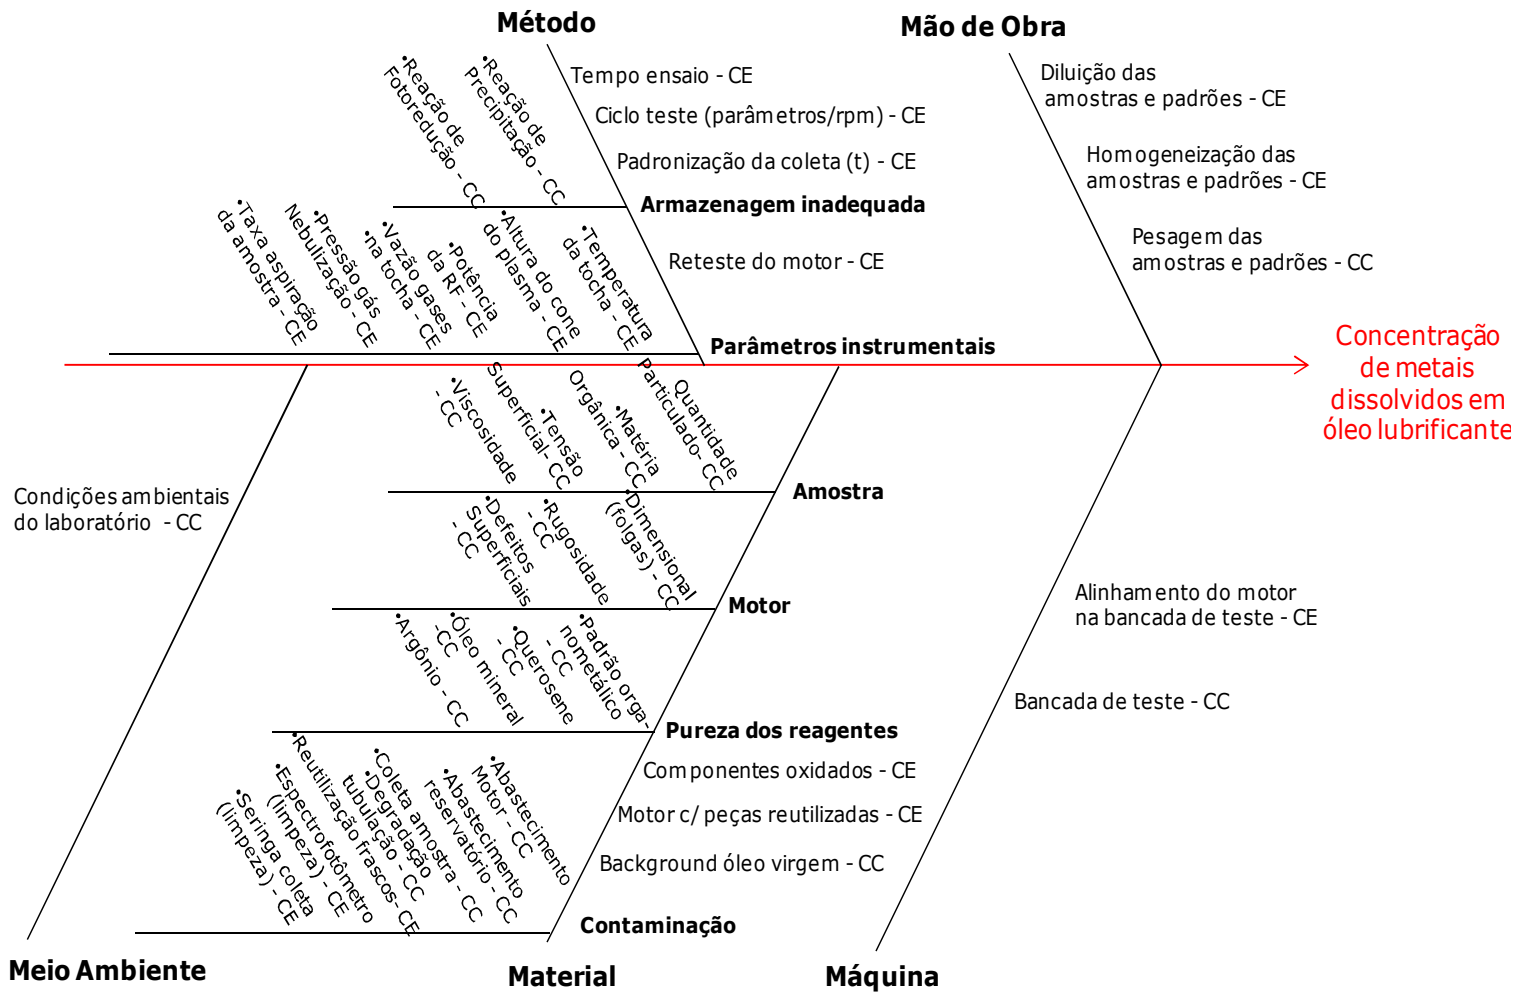 Método
Mão de Obra
Tempo ensaio - CE
Ciclo teste (parâmetros/rpm) - CE
Padronização da coleta (t) - CE
•Reação de
Fotoredução - CC
•Reação de
Precipitação - CC
Armazenagem inadequada
Reteste do motor - CE
•Taxa aspiração
da amostra - CE
•Pressão gás
Nebulização - CE
•Vazão gases
•na tocha - CE
•Potência
da RF - CE
•Altura do cone
do plasma - CE
•Temperatura
da tocha - CE
Parâmetros instrumentais
Diluição das
amostras e padrões - CE
Homogeneização das
amostras e padrões - CE
Pesagem das
amostras e padrões - CC
Concentração
de metais
dissolvidos em
óleo lubrificante
Condições ambientais
do laboratório - CC
Meio Ambiente
•Viscosidade
- CC
•Tensão
Superficial- CC
•Matéria
Orgânica - CC
Quantidade
Particulado- CC
Amostra
•Defeitos
Superficiais
- CC
•Rugosidade
- CC
•Dimensional
(folgas) - CC
Motor
•Argônio - CC
•Óleo mineral
-CC
•Querosene
- CC
•Padrão orga-
nometálico
- CC
Pureza dos reagentes
Componentes oxidados - CE
Motor c/ peças reutilizadas - CE
Background óleo virgem - CC
•Seringa coleta
(limpeza) - CE
•Espectrofotômetro
(limpeza) - CE
•Reutilização frascos- CE
•Degradação
tubulação - CC
•Coleta amostra - CC
•Abastecimento
reservatório - CC
•Abastecimento
Motor - CC
Contaminação
Material
Alinhamento do motor
na bancada de teste - CE
Bancada de teste - CC
Máquina